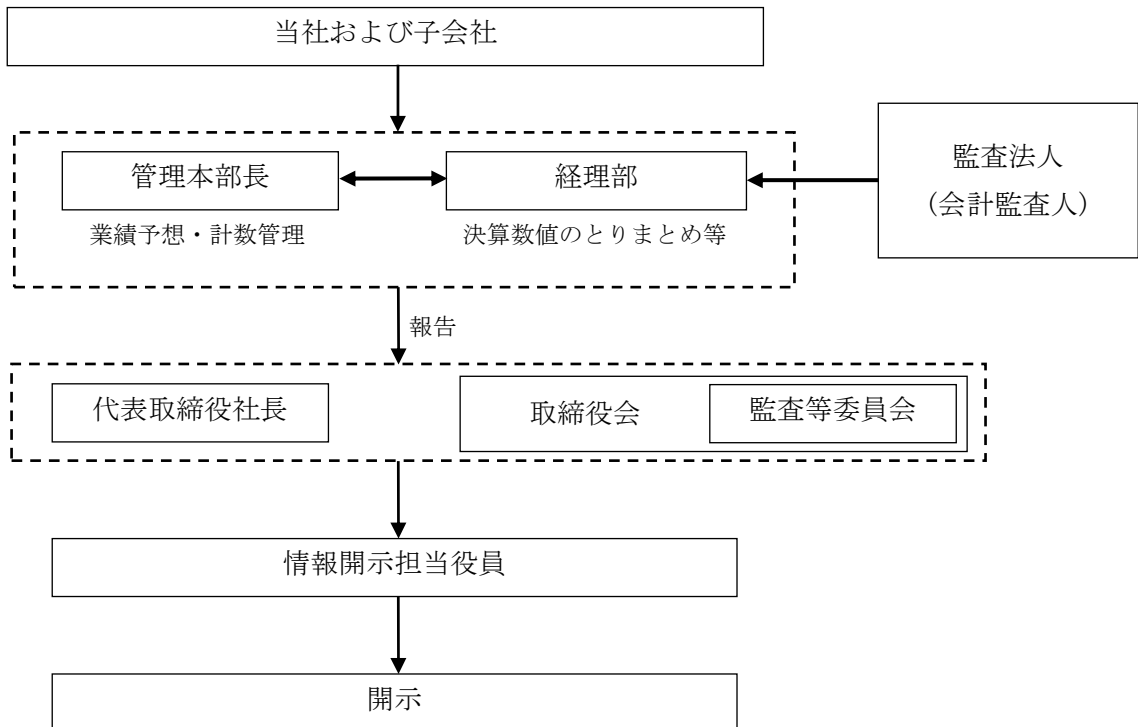 当社および子会社
管理本部長
経理部
監査法人
（会計監査人）
業績予想・計数管理
決算数値のとりまとめ等
報告
代表取締役社長
取締役会
監査等委員会
情報開示担当役員
開示